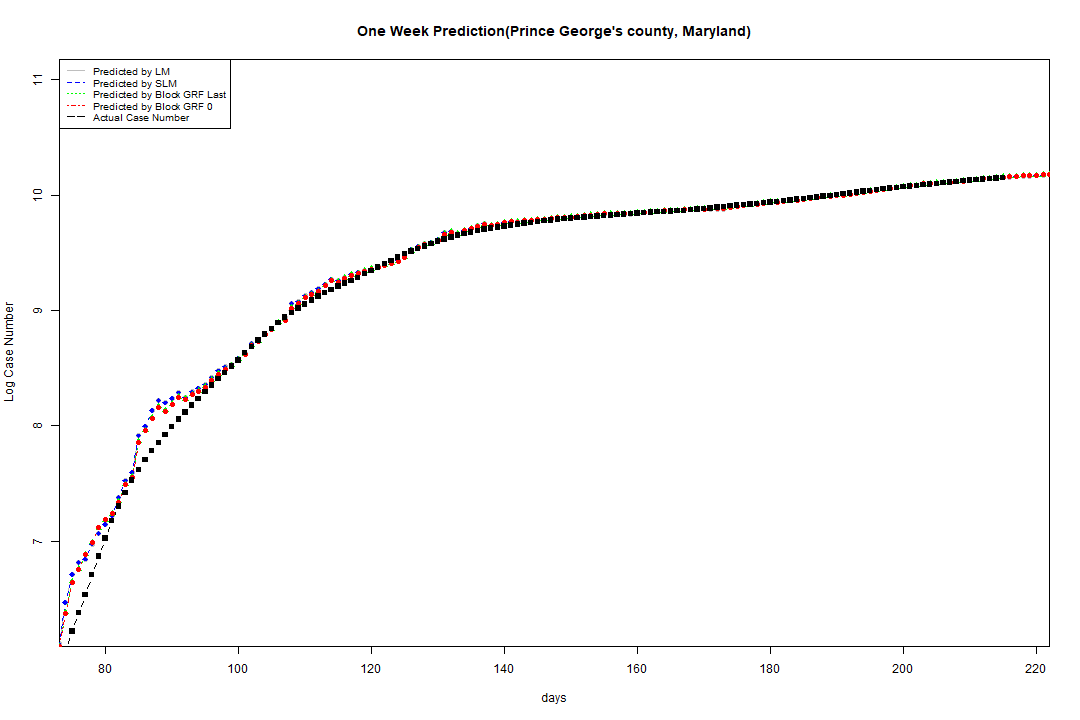 One Week Prediction(Prince George's county, Maryland)
Predicted by LM
Predicted by SLM
Predicted by Block GRF Last
Predicted by Block GRF 0
Actual Case Number
11
10
9
8
7
Log Case Number
80 100 120 140 160 180 200 220
days